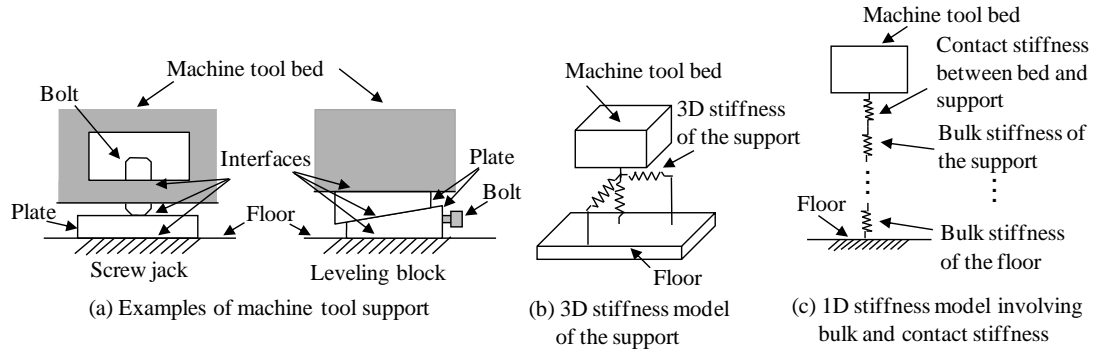 Machine tool bed
Bolt
Interfaces
Plate
Bolt
Plate
Floor
Screw jack
Leveling block
(a) Examples of machine tool support
Machine tool bed
3D stiffness
of the support
Floor
(b) 3D stiffness model
of the support
Machine tool bed
Contact stiffness
between bed and
support
Bulk stiffness of
the support
Floor
Bulk stiffness
of the floor
(c) 1D stiffness model involving
bulk and contact stiffness